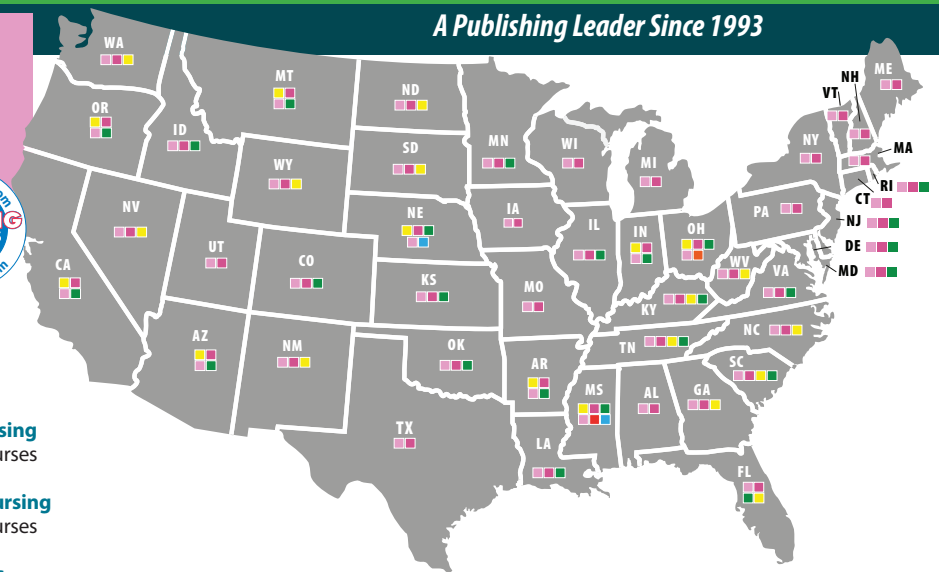 A Publishing Leader Since 1993
WA
MT
ND
MN
NH
ME
VT
OR
ID
SD
WI
MI
NY
MA
WY
RI
CT
NV
NE
IA
PA
NJ
UT
IL
IN
OH
DE
CA
CO
KS
MO
WV
VA
MD
KY
AZ
NM
OK
TN
NC
AR
SC
MS
AL
GA
TX
LA
FL
G
om
sing
urses
ursing
urses